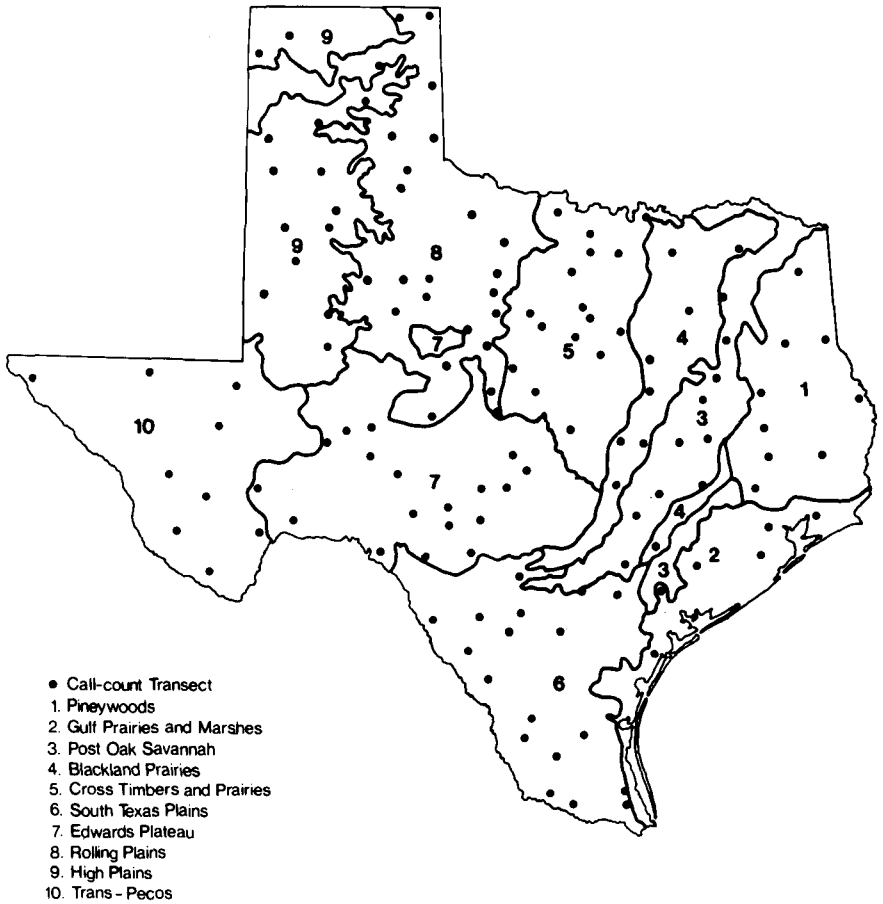 9
9
8
7
5
4
3
1
10
7
4
3
2
6
• Call-count Transect
1. Pineywoods
2. Gulf Prairies and Marshes
3. Post Oak Savannah
4. Blackland Prairies
5. Cross Timbers and Prairies
6. South Texas Plains
7. Edwards Plateau
8. Rolling Plains
9. High Plains
10. Trans-Pecos